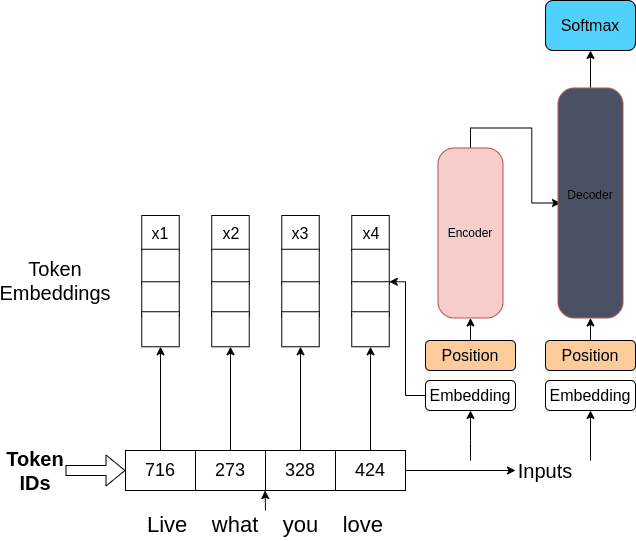 Softmax
Decoder
Encoder
x1 x2 x3 x4
Token
Embeddings
Position Position
Embedding Embedding
Token
IDs
716 273 328 424
Inputs
Live what you love